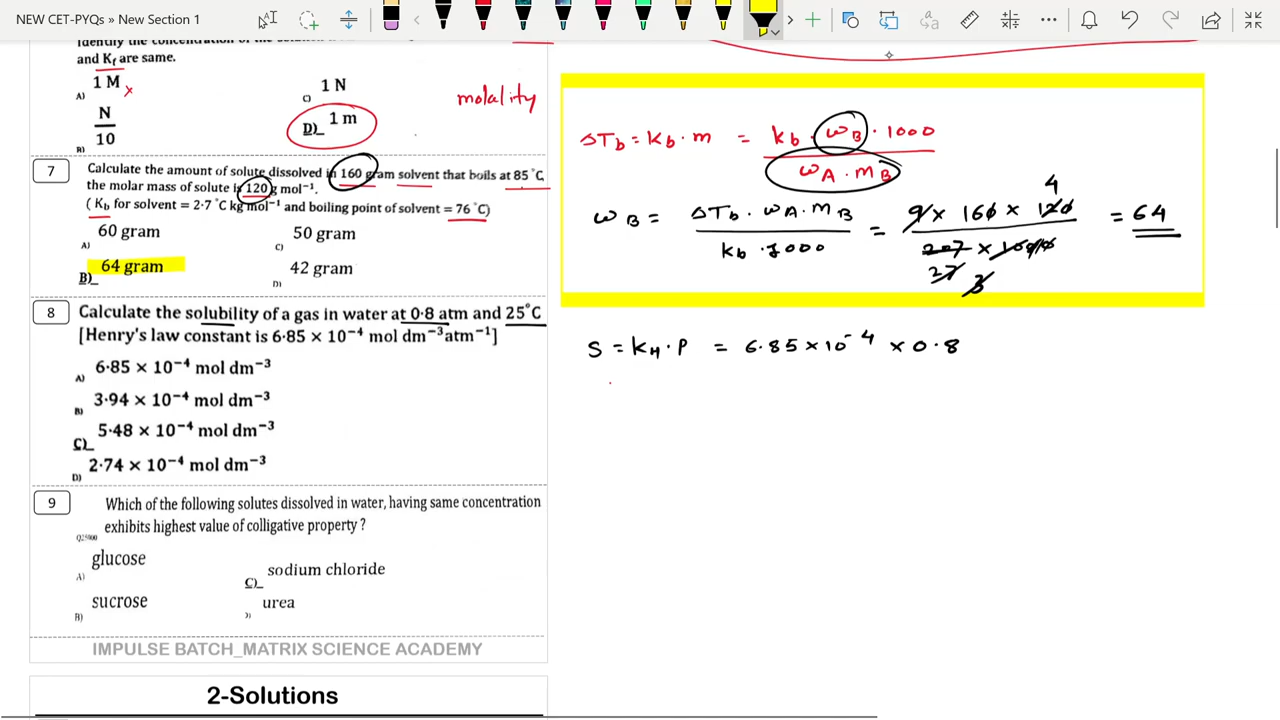 NEW CET-PYQs » New Section 1
and Kf are same.
A) 1 M x
C) 1 N
B) N/10
D) 1 m
molality
7 Calculate the amount of solute dissolved in 160 gram solvent that boils at 85 °C,
the molar mass of solute is 120 g mol⁻¹.
( Kb for solvent = 2·7 °C kg mol⁻¹ and boiling point of solvent = 76 °C)
A) 60 gram
C) 50 gram
B) 64 gram
D) 42 gram
8 Calculate the solubility of a gas in water at 0·8 atm and 25°C
[Henry's law constant is 6·85 × 10⁻⁴ mol dm⁻³atm⁻¹]
A) 6·85 × 10⁻⁴ mol dm⁻³
B) 3·94 × 10⁻⁴ mol dm⁻³
C) 5·48 × 10⁻⁴ mol dm⁻³
D) 2·74 × 10⁻⁴ mol dm⁻³
9 Which of the following solutes dissolved in water, having same concentration
exhibits highest value of colligative property ?
A) glucose
C) sodium chloride
B) sucrose
D) urea
IMPULSE BATCH_MATRIX SCIENCE ACADEMY
2-Solutions
ΔTb = Kb · m = Kb · ωB · 1000 / ωA · MB
ωB = ΔTb · ωA · MB / Kb · 1000 = 9 × 160 × 120 / 2.7 × 1000 = 64
4
27 3
S = KH · P = 6.85 × 10⁻⁴ × 0.8